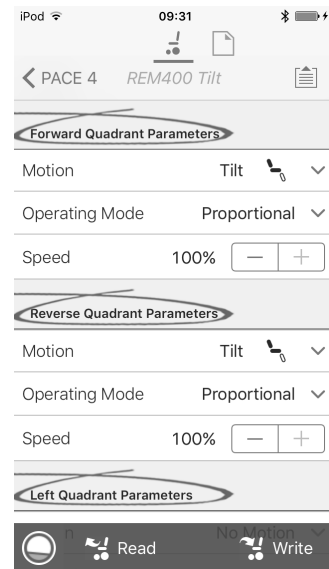 iPod 09:31
PACE 4 REM400 Tilt
Forward Quadrant Parameters
Motion Tilt
Operating Mode Proportional
Speed 100% — +
Reverse Quadrant Parameters
Motion Tilt
Operating Mode Proportional
Speed 100% — +
Left Quadrant Parameters
n No Motion
Read Write